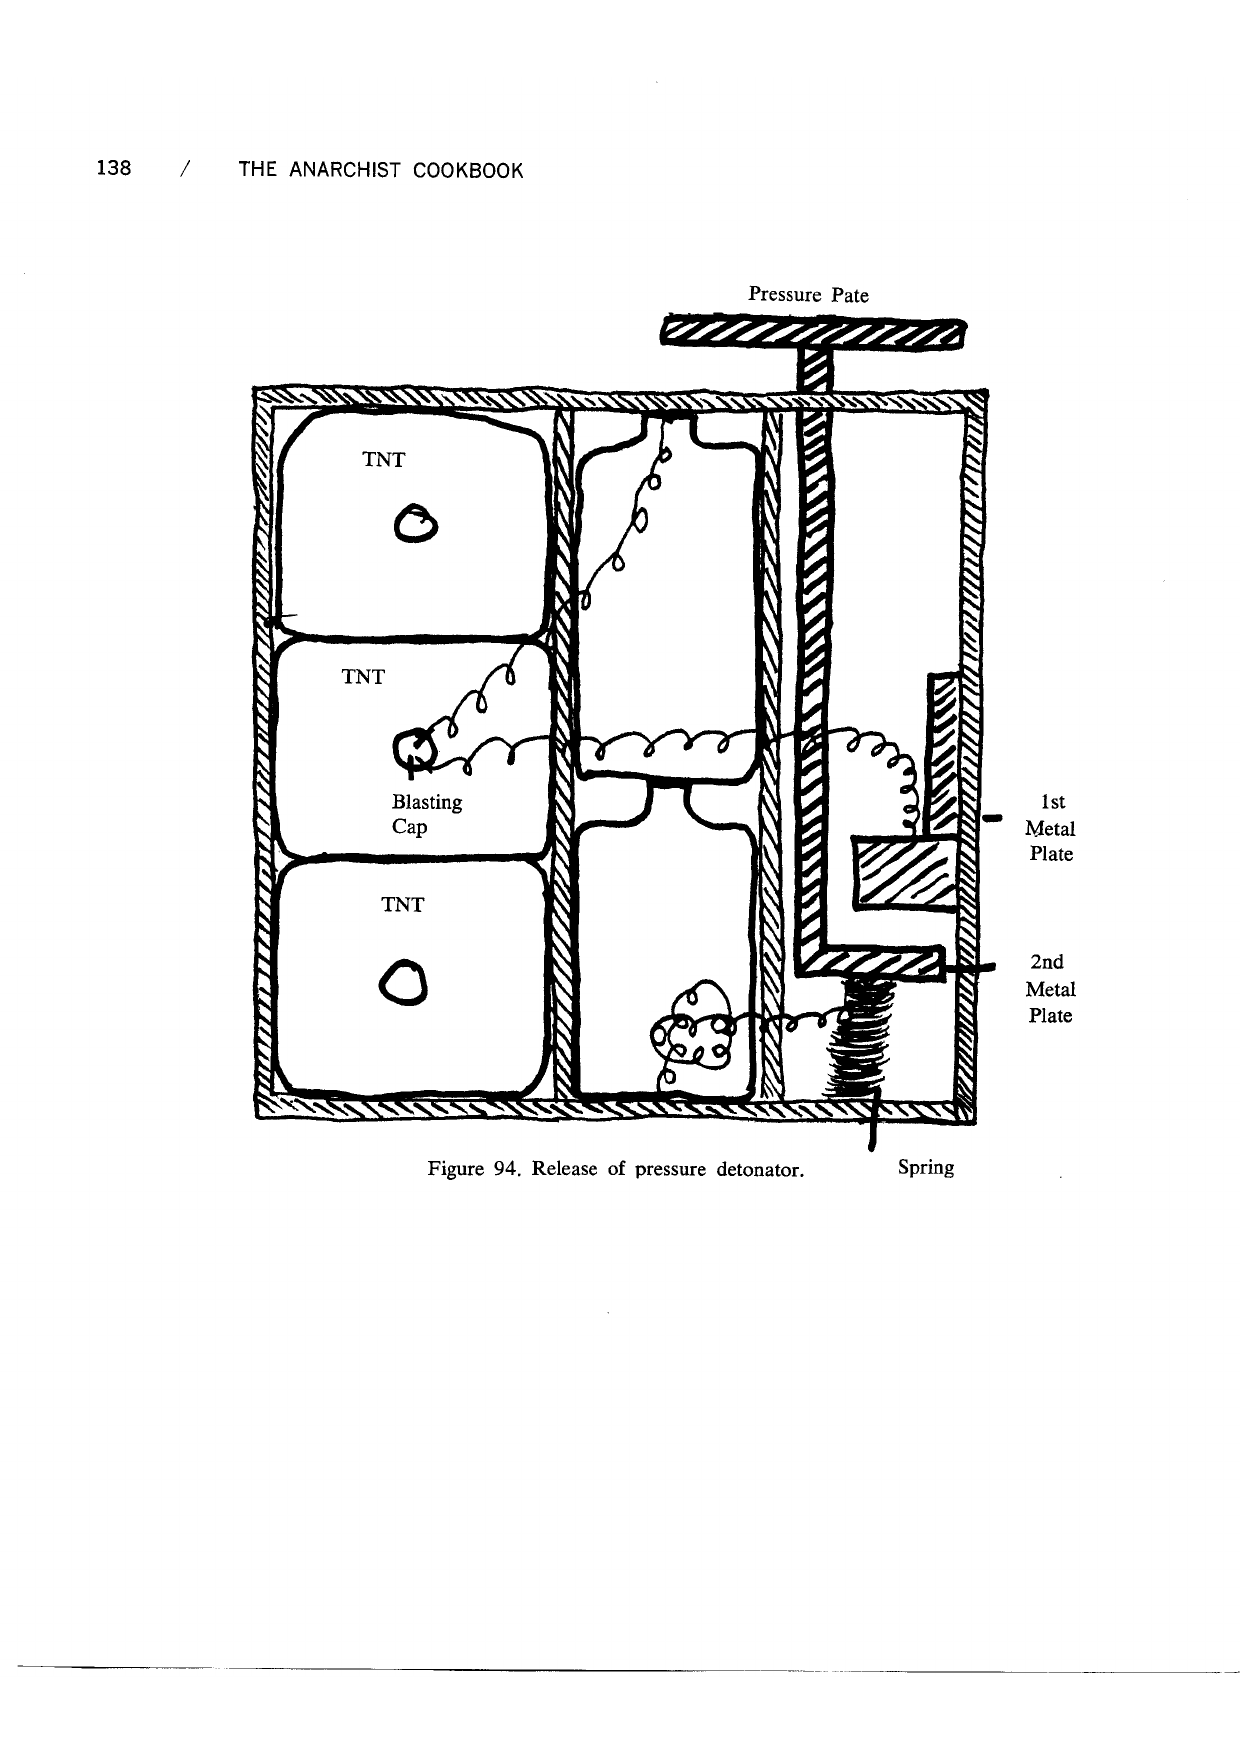 138 / THE ANARCHIST COOKBOOK
Pressure Pate
TNT
TNT
Blasting
Cap
1st
Metal
Plate
TNT
2nd
Metal
Plate
Figure 94. Release of pressure detonator.
Spring